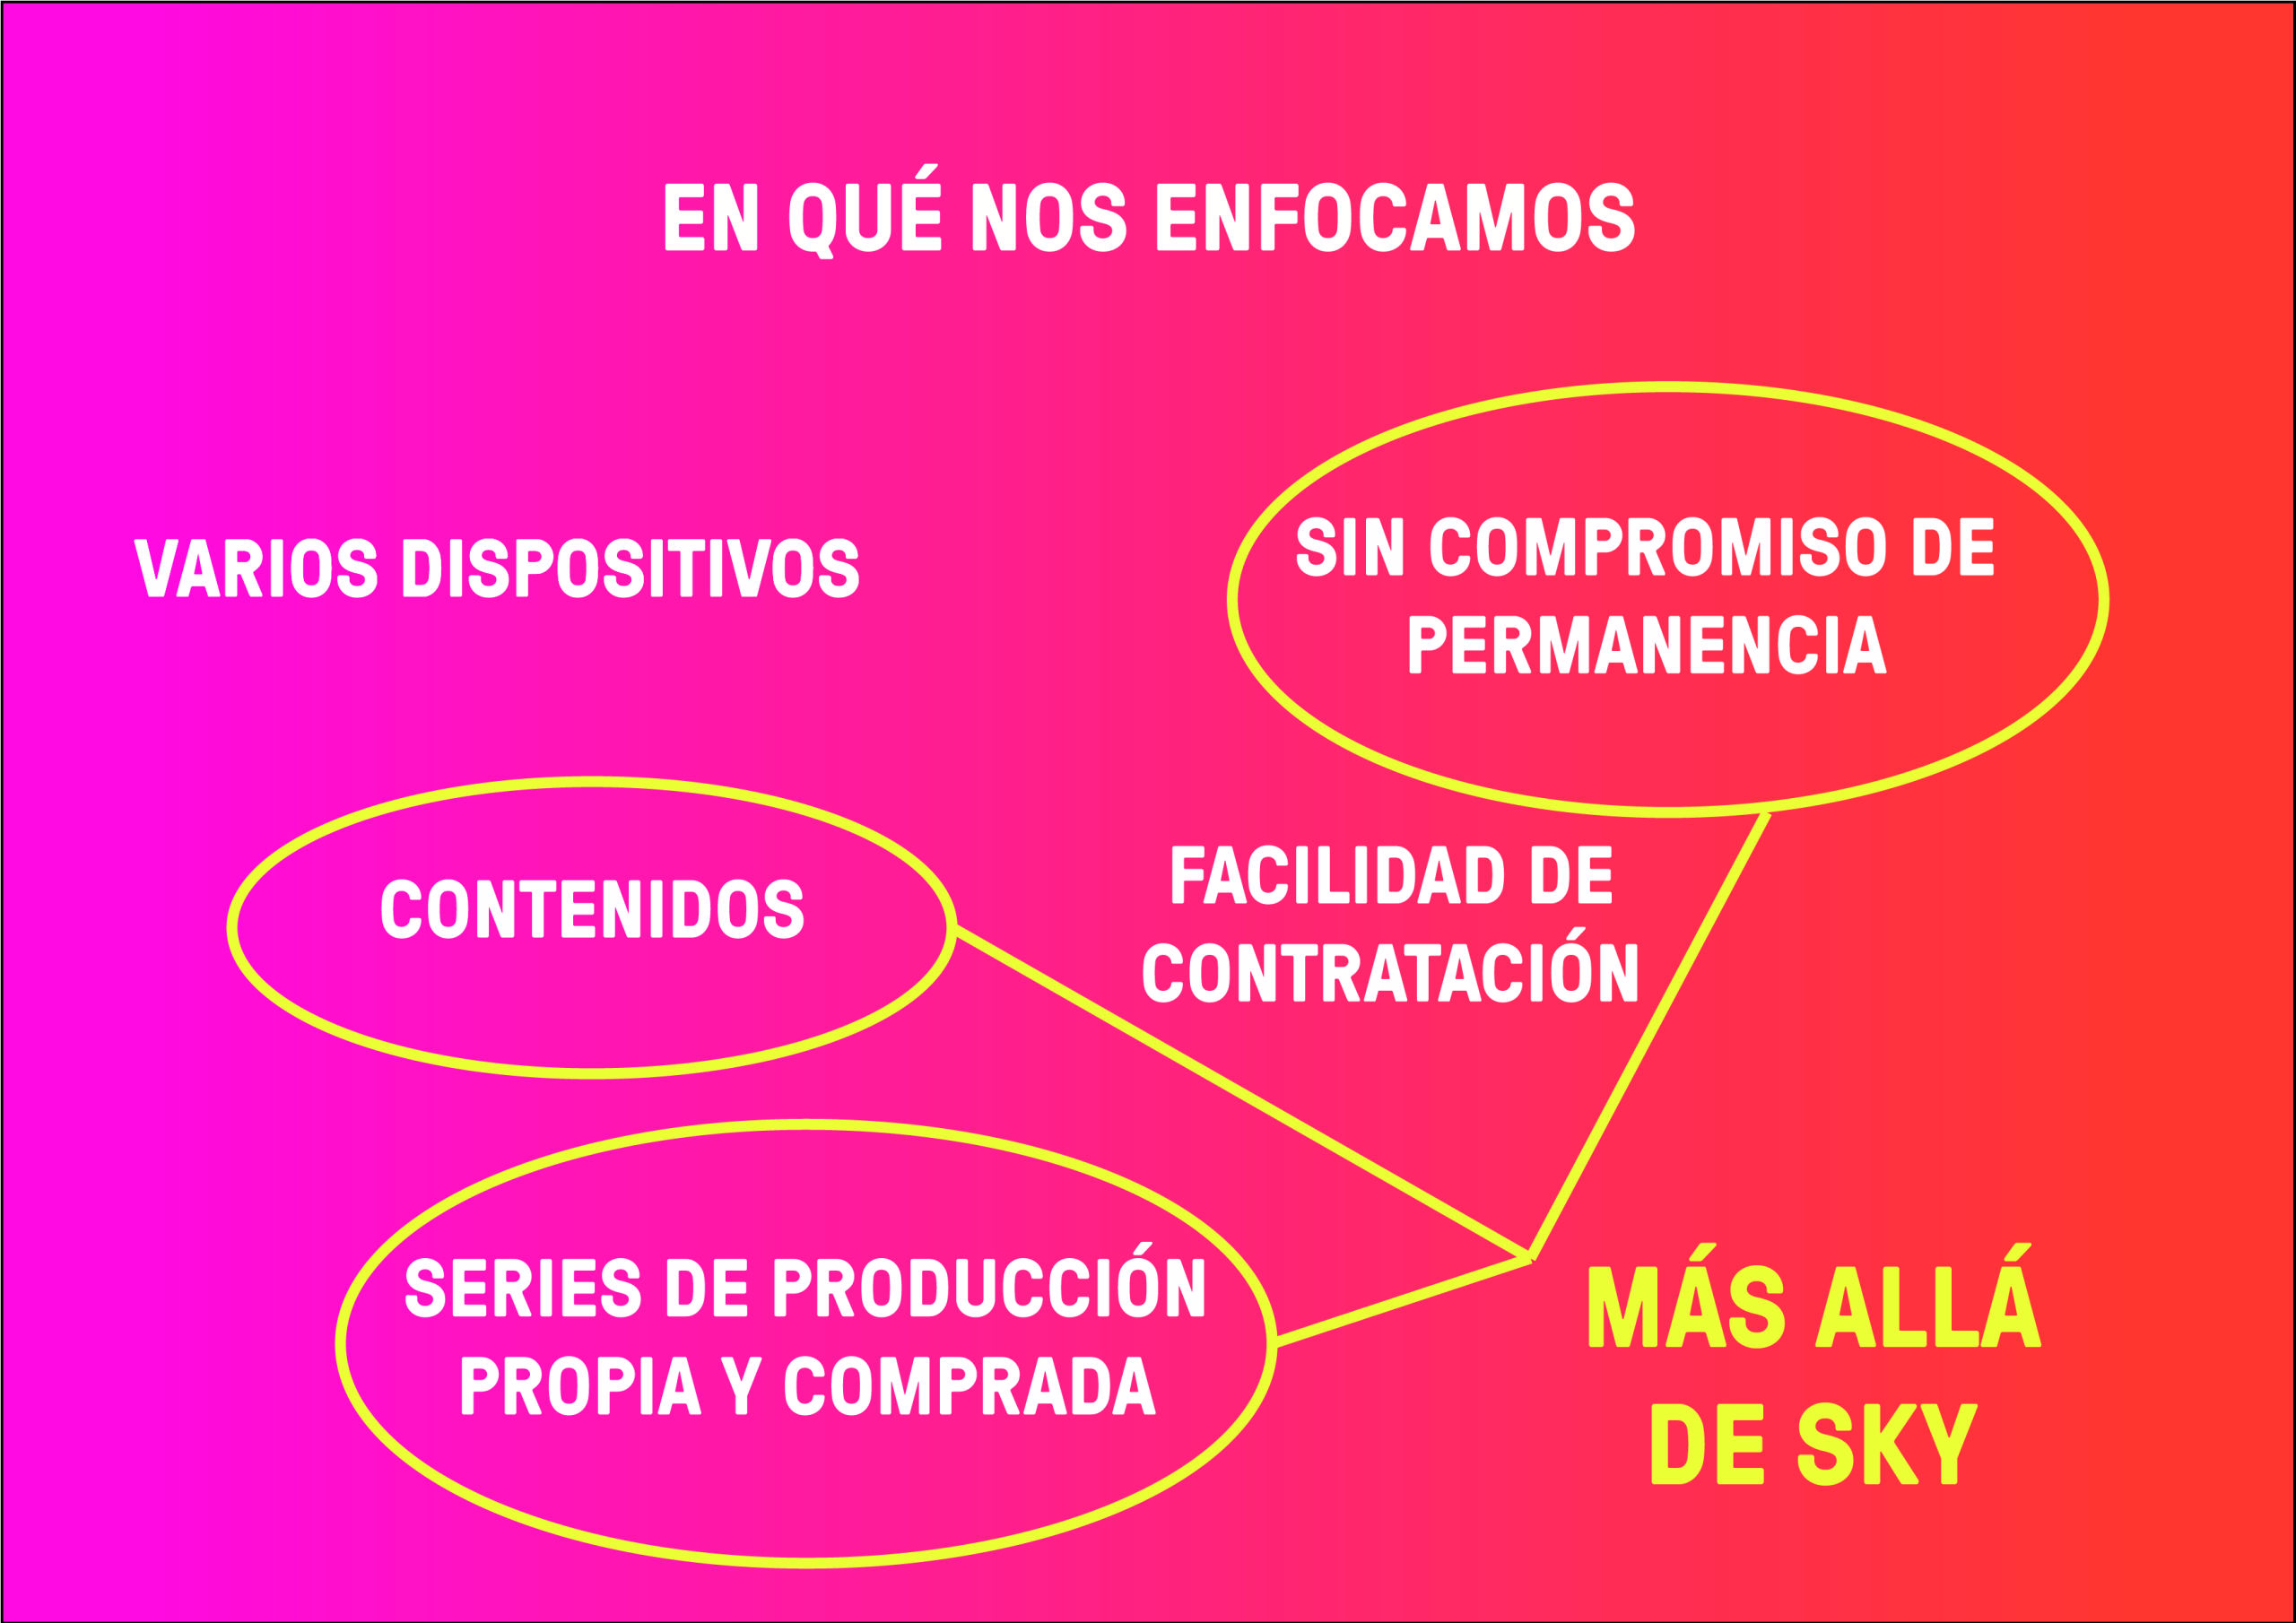 EN QUÉ NOS ENFOCAMOS
VARIOS DISPOSITIVOS
SIN COMPROMISO DE
PERMANENCIA
CONTENIDOS
FACILIDAD DE
CONTRATACIÓN
SERIES DE PRODUCCIÓN
PROPIA Y COMPRADA
MÁS ALLÁ
DE SKY